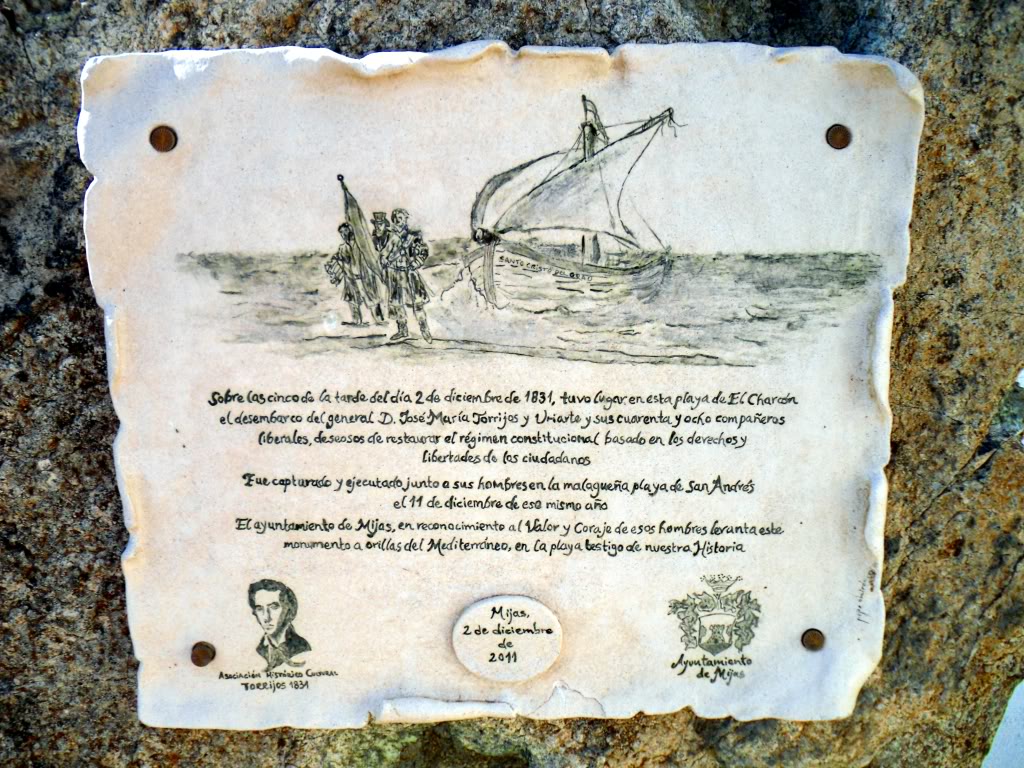 SANTO CRISTO DEL GRAO
Sobre las cinco de la tarde del día 2 de diciembre de 1831, tuvo lugar en esta playa de El Charcón
el desembarco del general D. José María Torrijos y Uriarte y sus cuarenta y ocho compañeros
liberales, deseosos de restaurar el régimen constitucional basado en los derechos y
libertades de los ciudadanos
Fue capturado y ejecutado junto a sus hombres en la malagueña playa de San Andrés
el 11 de diciembre de ese mismo año
El ayuntamiento de Mijas, en reconocimiento al Valor y Coraje de esos hombres levanta este
monumento a orillas del Mediterráneo, en la playa testigo de nuestra Historia
Asociación Histórico Cultural
Torrijos 1831
Mijas,
2 de diciembre
de
2011
Ayuntamiento
de Mijas